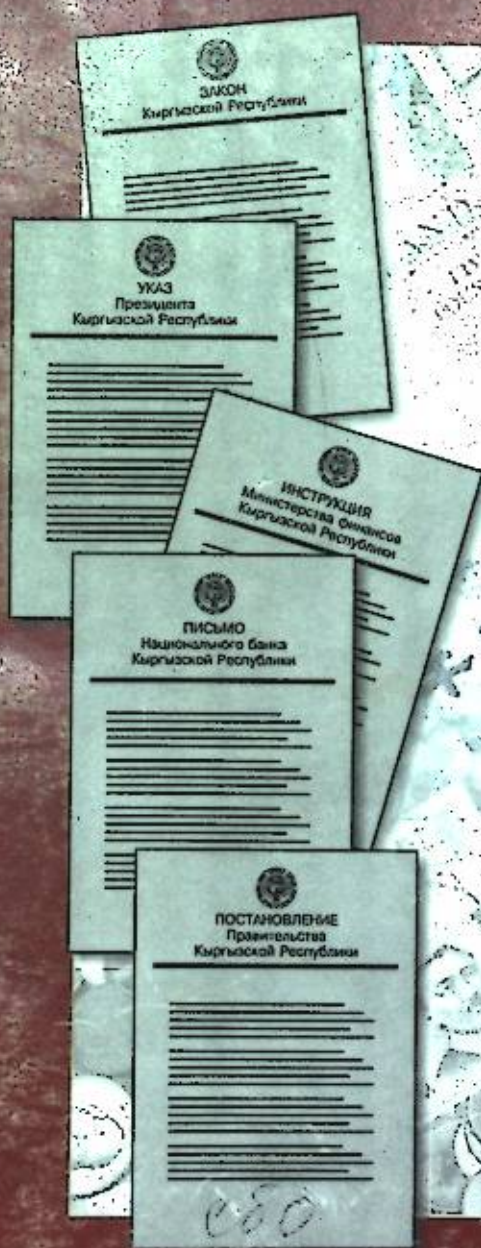 ЗАКОН
Кыргызской Республики
УКАЗ
Президента
Кыргызской Республики
ИНСТРУКЦИЯ
Министерства финансов
Кыргызской Республики
ПИСЬМО
Национального банка
Кыргызской Республики
ПОСТАНОВЛЕНИЕ
Правительства
Кыргызской Республики